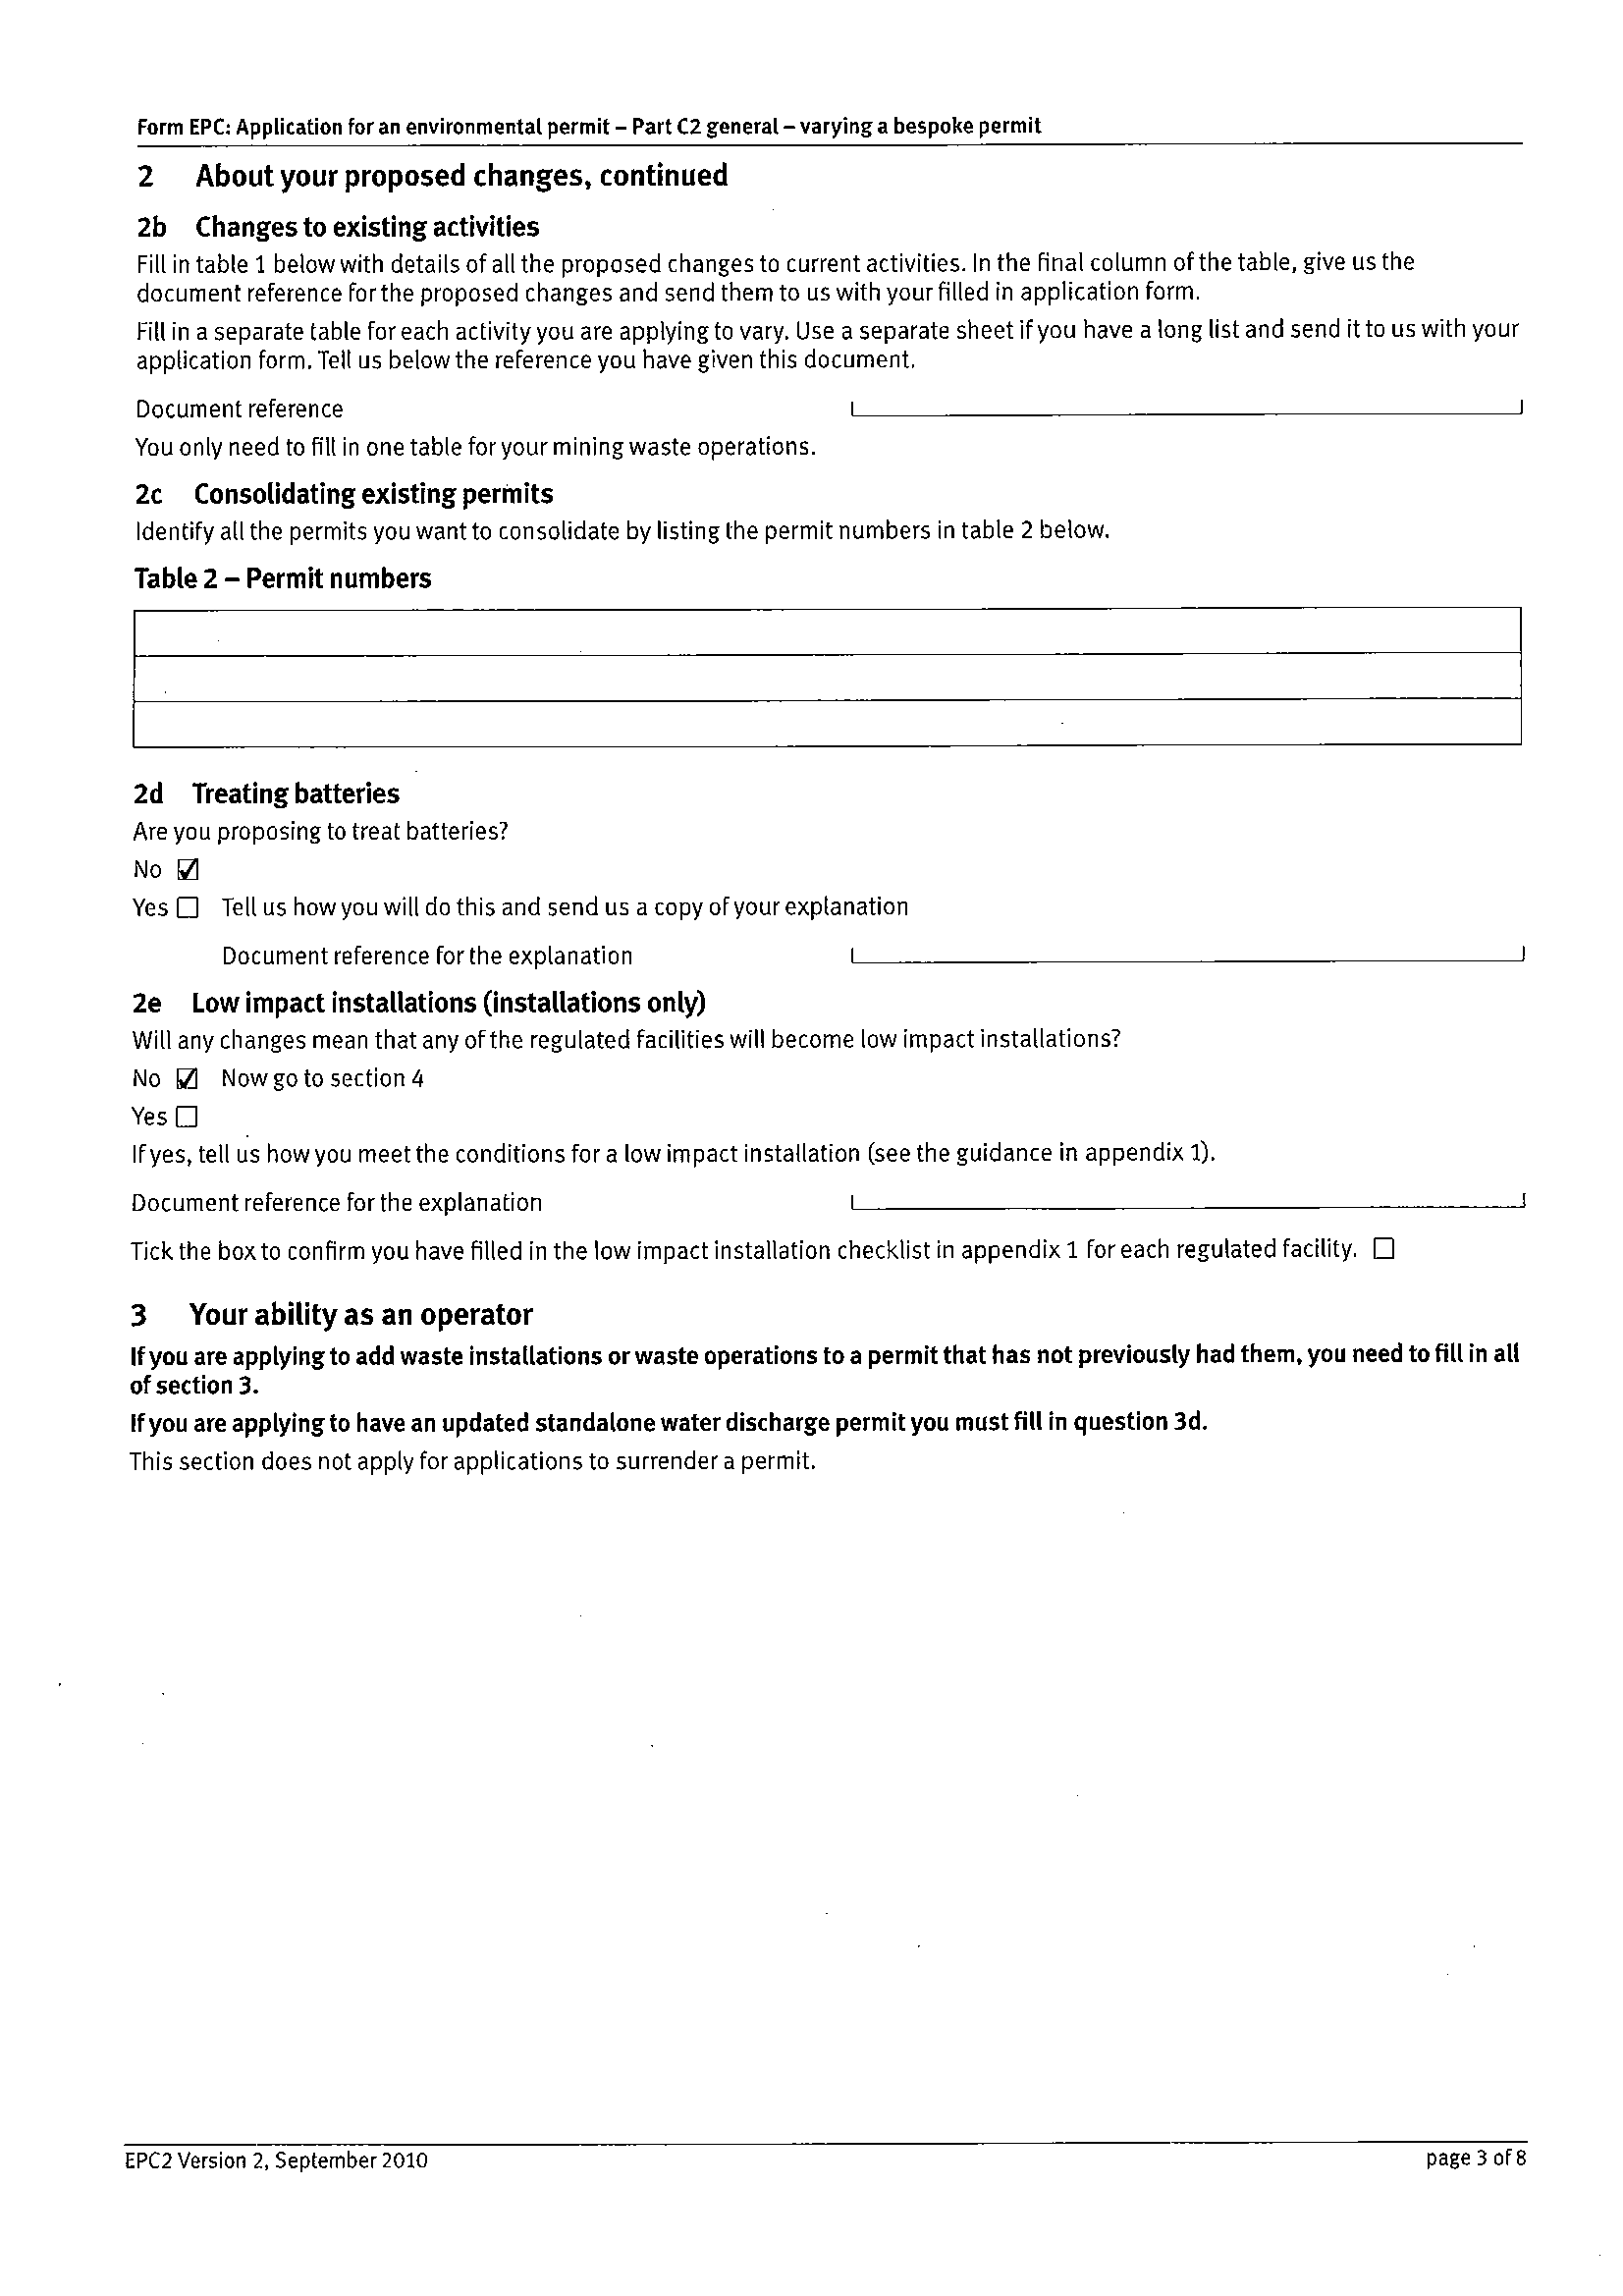 Form EPC: Application for an environmental permit – Part C2 general – varying a bespoke permit
2 About your proposed changes, continued
2b Changes to existing activities
Fill in table 1 below with details of all the proposed changes to current activities. In the final column of the table, give us the
document reference for the proposed changes and send them to us with your filled in application form.
Fill in a separate table for each activity you are applying to vary. Use a separate sheet if you have a long list and send it to us with your
application form. Tell us below the reference you have given this document.
Document reference
You only need to fill in one table for your mining waste operations.
2c Consolidating existing permits
Identify all the permits you want to consolidate by listing the permit numbers in table 2 below.
Table 2 – Permit numbers
2d Treating batteries
Are you proposing to treat batteries?
No ☑
Yes ☐ Tell us how you will do this and send us a copy of your explanation
Document reference for the explanation
2e Low impact installations (installations only)
Will any changes mean that any of the regulated facilities will become low impact installations?
No ☑ Now go to section 4
Yes ☐
If yes, tell us how you meet the conditions for a low impact installation (see the guidance in appendix 1).
Document reference for the explanation
Tick the box to confirm you have filled in the low impact installation checklist in appendix 1 for each regulated facility. ☐
3 Your ability as an operator
If you are applying to add waste installations or waste operations to a permit that has not previously had them, you need to fill in all
of section 3.
If you are applying to have an updated standalone water discharge permit you must fill in question 3d.
This section does not apply for applications to surrender a permit.
EPC2 Version 2, September 2010
page 3 of 8